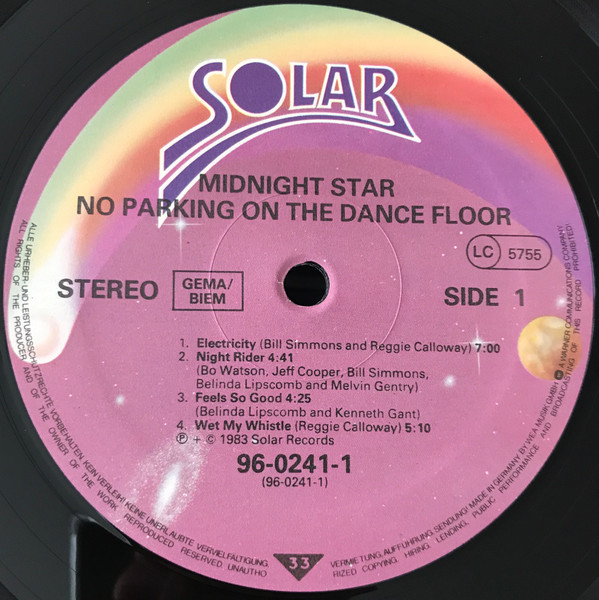 SOLAR
MIDNIGHT STAR
NO PARKING ON THE DANCE FLOOR
LC 5755
STEREO
GEMA/
BIEM
SIDE 1
1. Electricity (Bill Simmons and Reggie Calloway) 7:00
2. Night Rider 4:41
(Bo Watson, Jeff Cooper, Bill Simmons,
Belinda Lipscomb and Melvin Gentry)
3. Feels So Good 4:25
(Belinda Lipscomb and Kenneth Gant)
4. Wet My Whistle (Reggie Calloway) 5:10
℗ + © 1983 Solar Records
96-0241-1
(96-0241-1)
33
ALLE URHEBER- UND LEISTUNGSSCHUTZRECHTE VORBEHALTEN. KEIN VERLEIH! KEINE UNERLAUBTE VERVIELFÄLTIGUNG, VERMIETUNG, AUFFÜHRUNG, SENDUNG! MADE IN GERMANY BY WEA MUSIK GMBH A WARNER COMMUNICATIONS COMPANY
ALL RIGHTS OF THE PRODUCER AND OF THE OWNER OF THE WORK REPRODUCED RESERVED. UNAUTHORIZED COPYING, HIRING, LENDING, PUBLIC PERFORMANCE AND BROADCASTING OF THIS RECORD PROHIBITED!